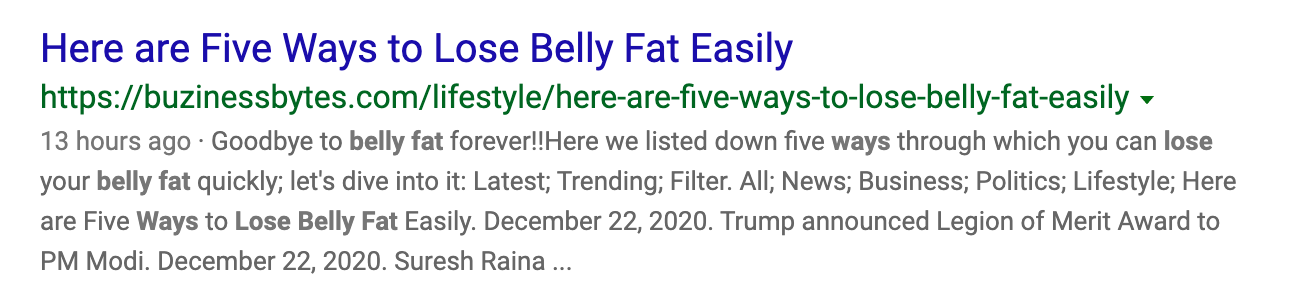 Here are Five Ways to Lose Belly Fat Easily
https://buzinessbytes.com/lifestyle/here-are-five-ways-to-lose-belly-fat-easily
13 hours ago · Goodbye to belly fat forever!!Here we listed down five ways through which you can lose
your belly fat quickly; let's dive into it: Latest; Trending; Filter. All; News; Business; Politics; Lifestyle; Here
are Five Ways to Lose Belly Fat Easily. December 22, 2020. Trump announced Legion of Merit Award to
PM Modi. December 22, 2020. Suresh Raina ...